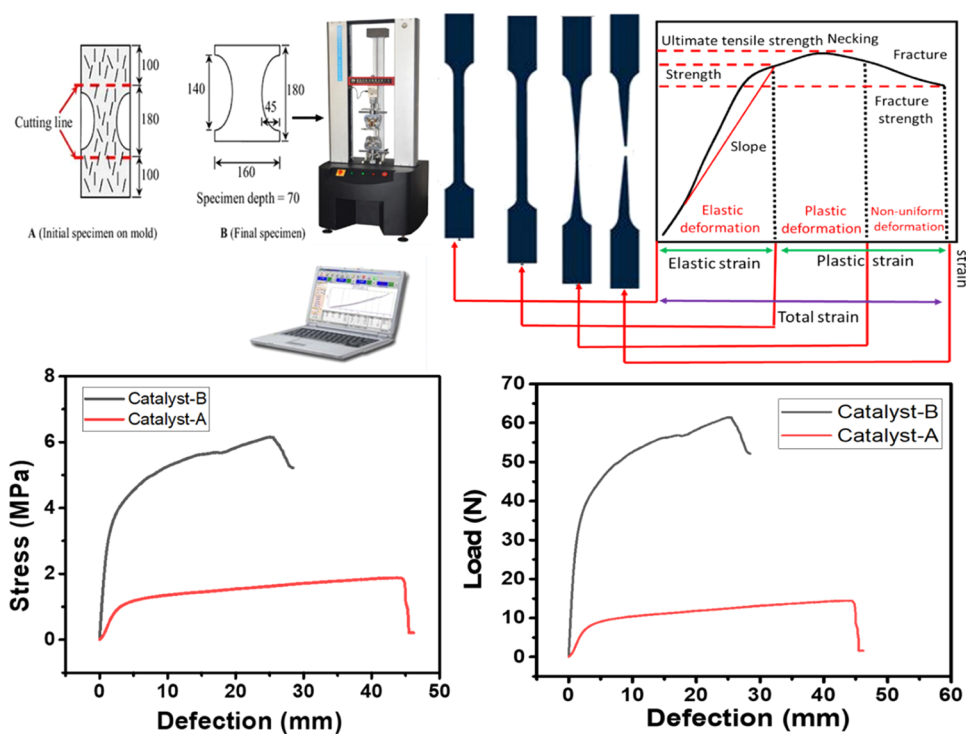 100
140
180
45
180
Cutting line
100
160
Specimen depth = 70
A (Initial specimen on mold)
B (Final specimen)
Ultimate tensile strength Necking
Fracture
Strength
Fracture
strength
Slope
Elastic
deformation
Plastic
deformation
Non-uniform
deformation
Elastic strain
Plastic strain
strain
Total strain
8
6
4
2
0
Stress (MPa)
Catalyst-B
Catalyst-A
0
10
20
30
40
50
Defection (mm)
70
60
50
40
30
20
10
0
Load (N)
Catalyst-B
Catalyst-A
0
10
20
30
40
50
60
Defection (mm)